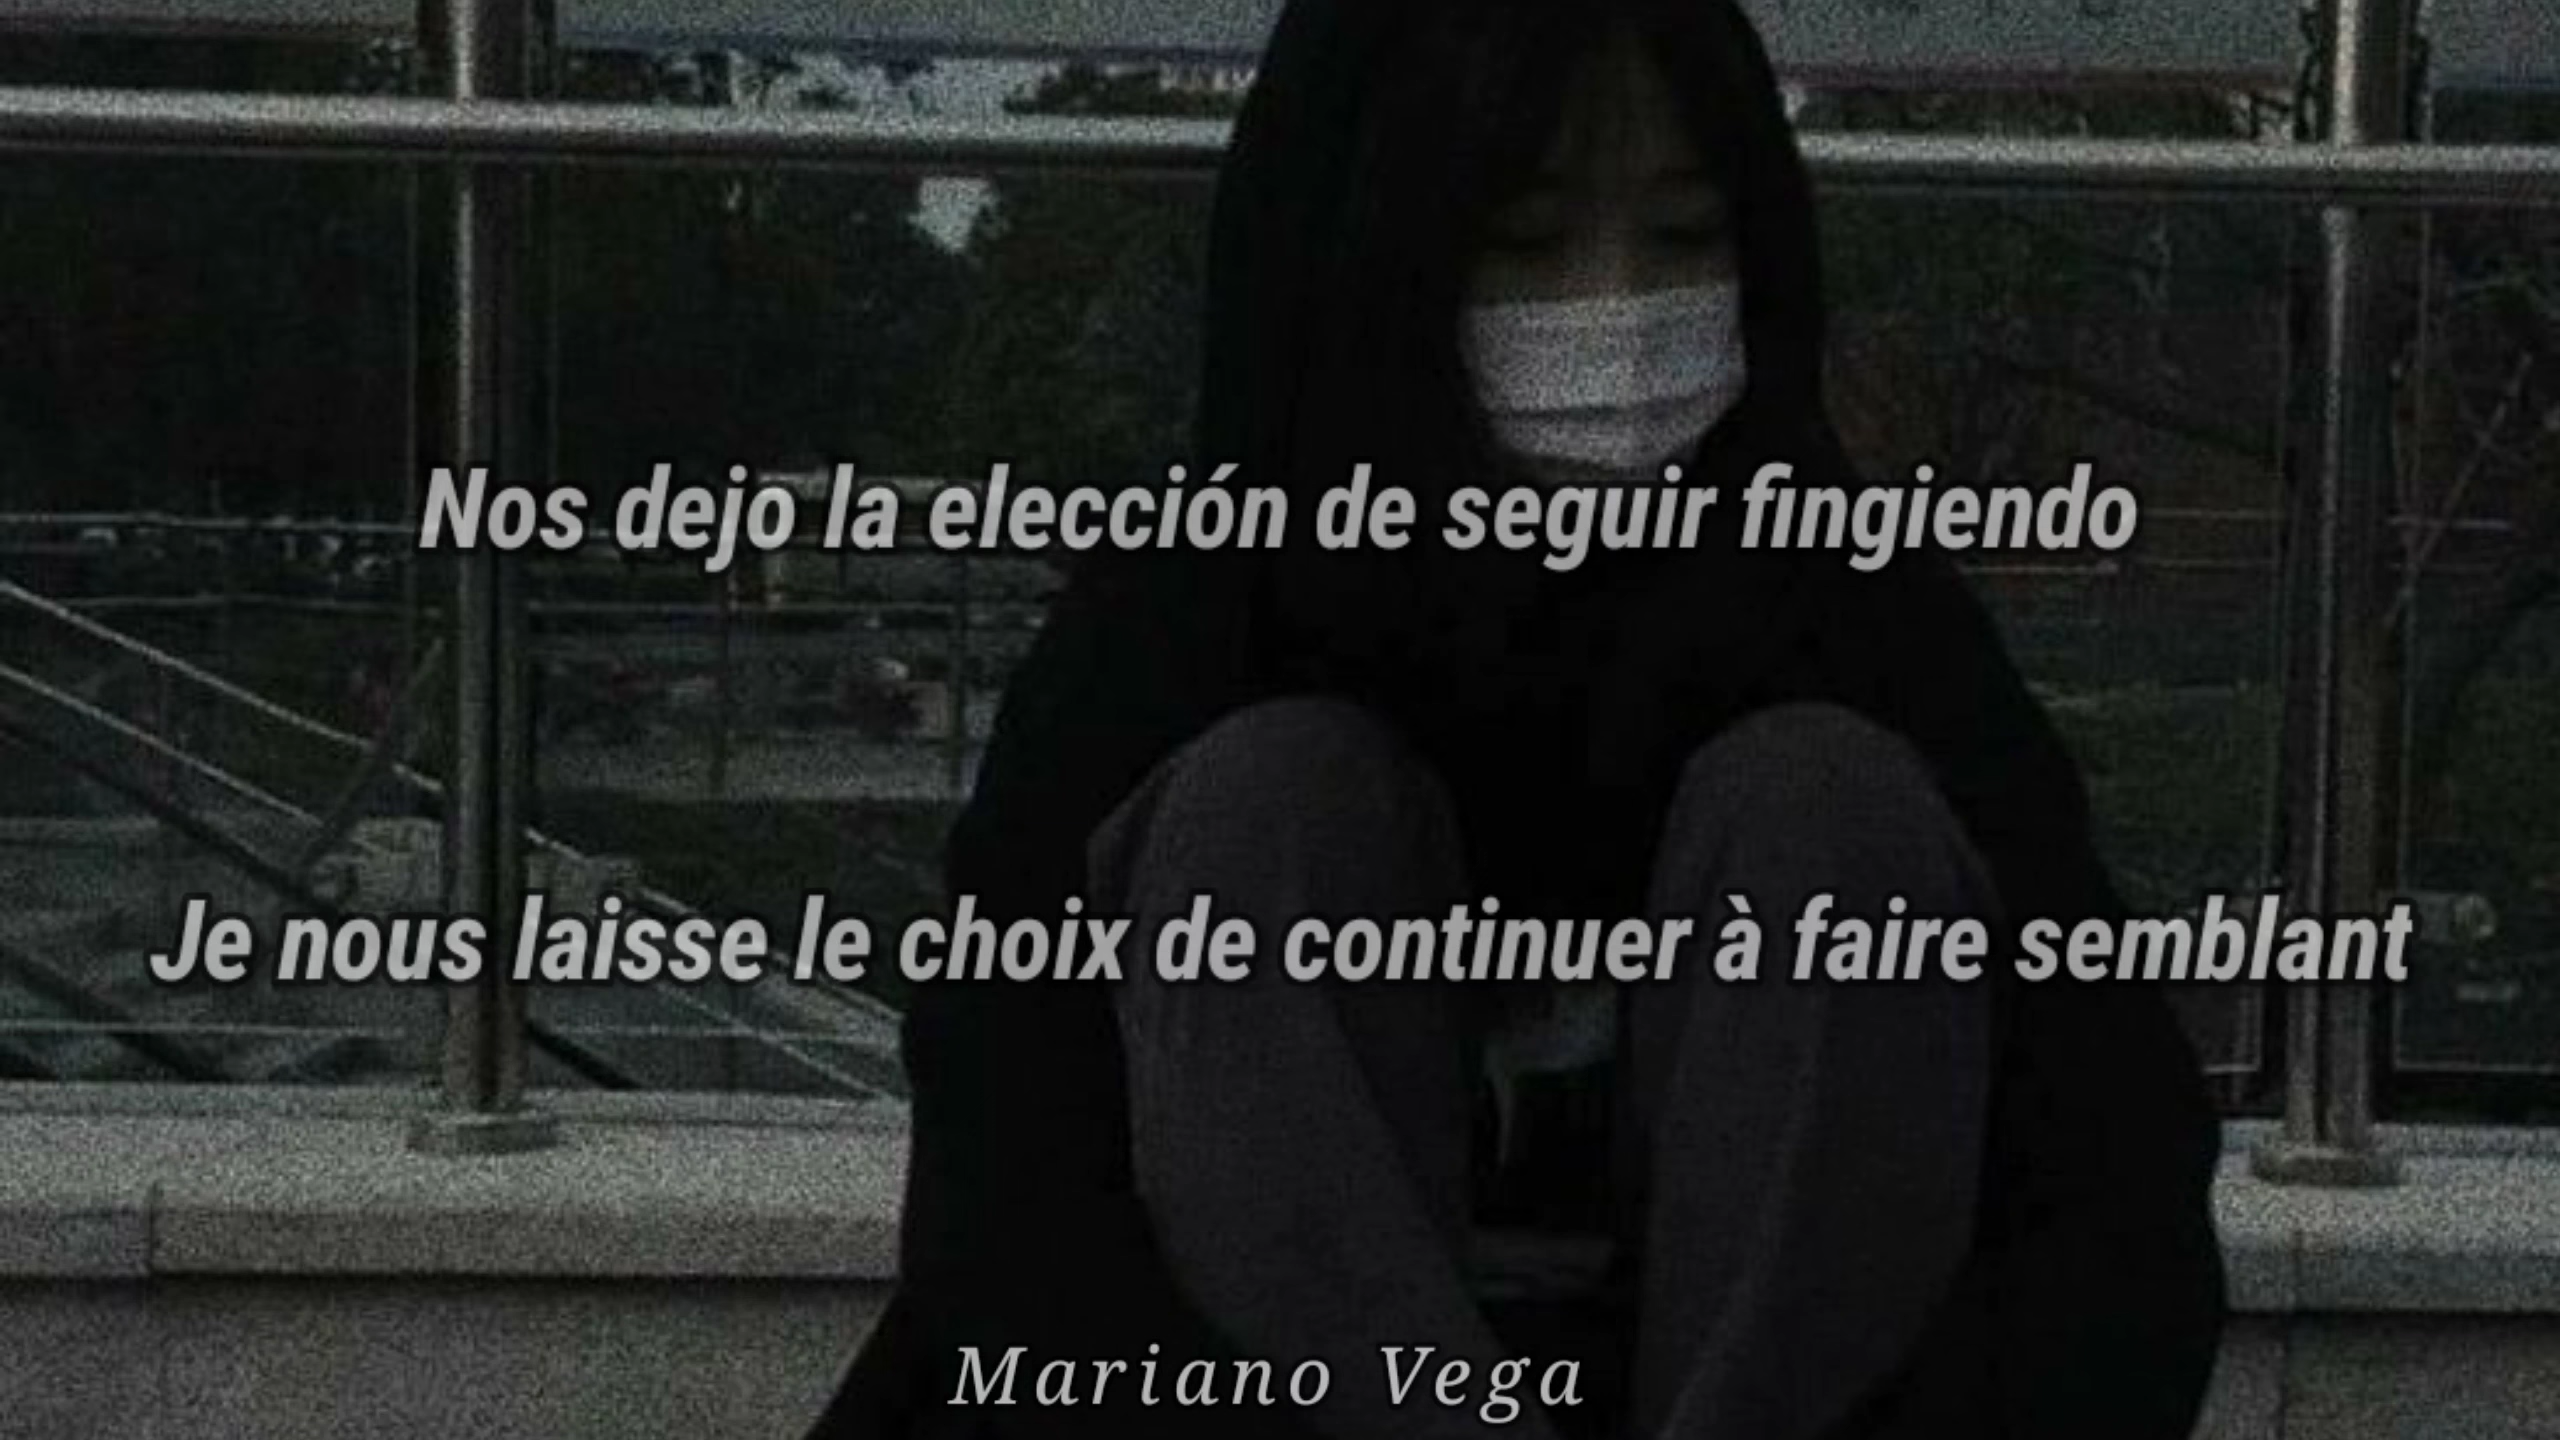 Nos dejo la elección de seguir fingiendo
Je nous laisse le choix de continuer à faire semblant
Mariano Vega